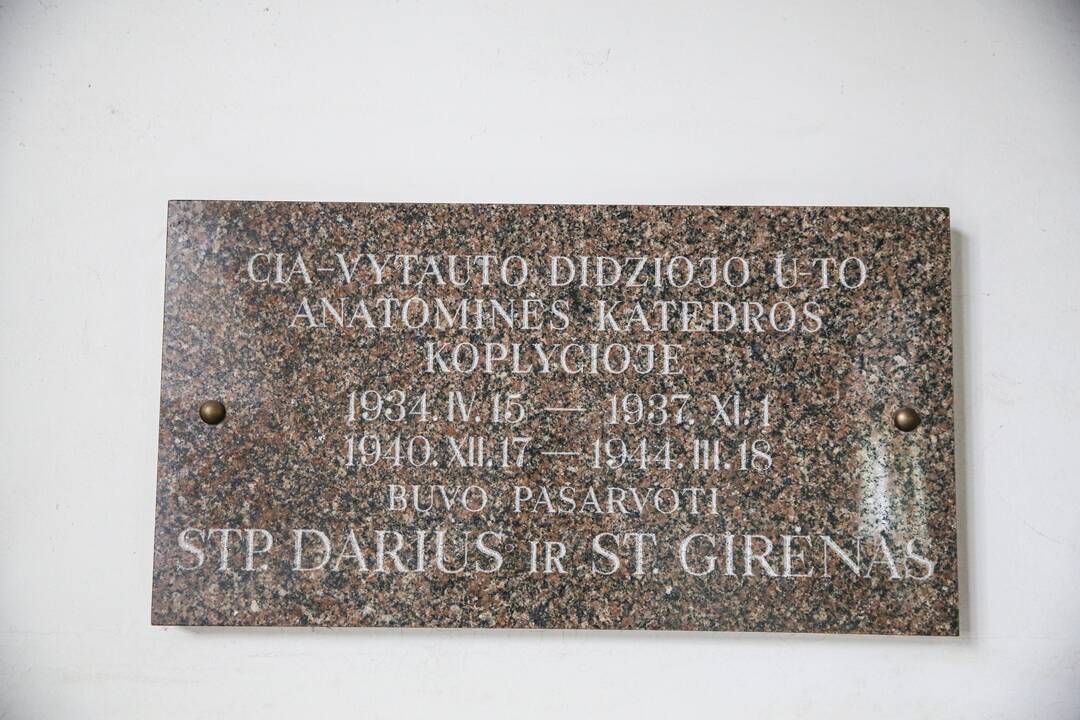 ČIA–VYTAUTO DIDŽIOJO U-TO
ANATOMINĖS KATEDROS
KOPLYČIOJE
1934.IV.15 — 1937.XI.1
1940.XII.17 — 1944.III.18
BUVO PAŠARVOTI
STP. DARIUS IR ST. GIRĖNAS